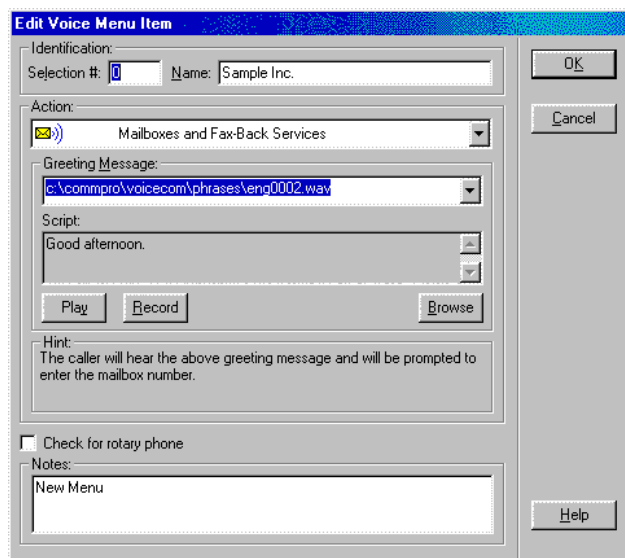 Edit Voice Menu Item
Identification:
Selection #: 0 Name: Sample Inc.
OK
Action:
Cancel
Mailboxes and Fax-Back Services
Greeting Message:
c:\commpro\voicecom\phrases\eng0002.wav
Script:
Good afternoon.
Play Record Browse
Hint:
The caller will hear the above greeting message and will be prompted to
enter the mailbox number.
Check for rotary phone
Notes:
New Menu
Help